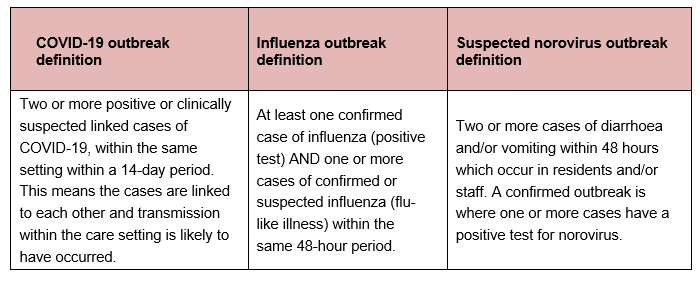 COVID-19 outbreak
definition
Influenza outbreak
definition
Suspected norovirus outbreak
definition
Two or more positive or clinically
suspected linked cases of
COVID-19, within the same
setting within a 14-day period.
This means the cases are linked
to each other and transmission
within the care setting is likely to
have occurred.
At least one confirmed
case of influenza (positive
test) AND one or more
cases of confirmed or
suspected influenza (flu-
like illness) within the
same 48-hour period.
Two or more cases of diarrhoea
and/or vomiting within 48 hours
which occur in residents and/or
staff. A confirmed outbreak is
where one or more cases have a
positive test for norovirus.